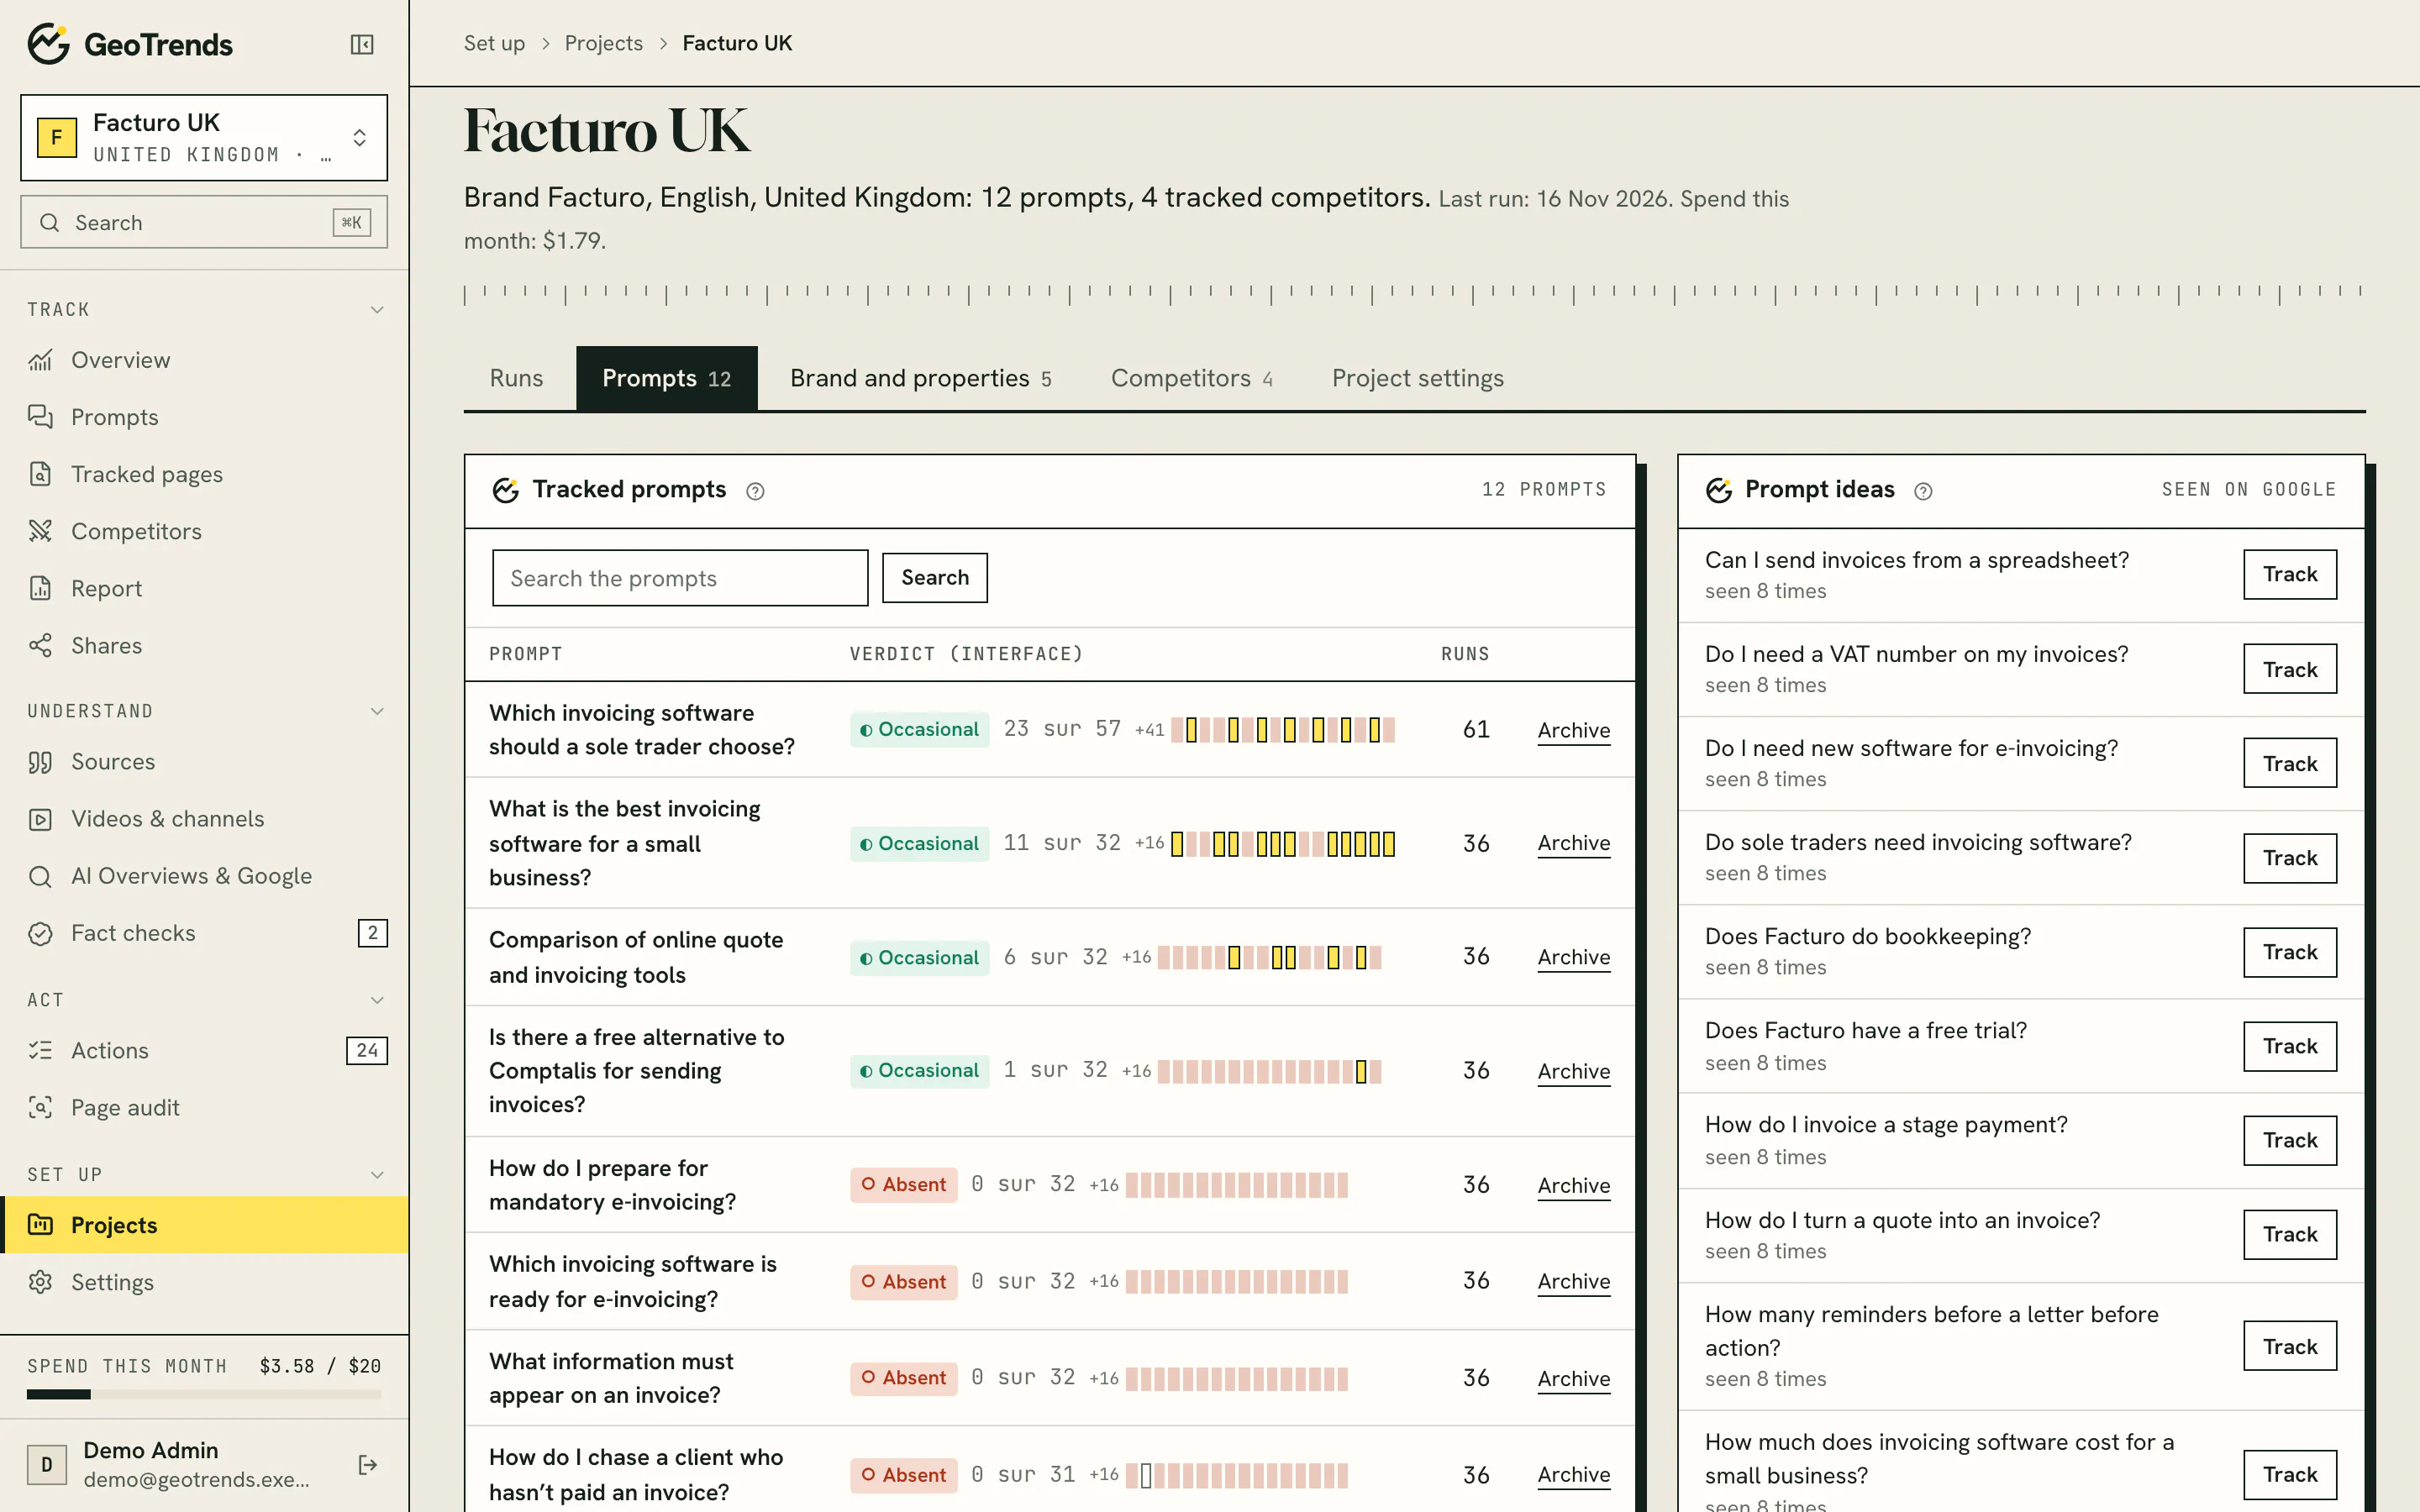 GeoTrends
F
Facturo UK
UNITED KINGDOM · …
Search
⌘K
TRACK
Overview
Prompts
Tracked pages
Competitors
Report
Shares
UNDERSTAND
Sources
Videos & channels
AI Overviews & Google
Fact checks
2
ACT
Actions
24
Page audit
SET UP
Projects
Settings
SPEND THIS MONTH
$3.58 / $20
D
Demo Admin
demo@geotrends.exe...
Set up > Projects > Facturo UK
Facturo UK
Brand Facturo, English, United Kingdom: 12 prompts, 4 tracked competitors. Last run: 16 Nov 2026. Spend this
month: $1.79.
Runs
Prompts 12
Brand and properties 5
Competitors 4
Project settings
Tracked prompts
?
12 PROMPTS
Search the prompts
Search
PROMPT
VERDICT (INTERFACE)
RUNS
Which invoicing software
should a sole trader choose?
Occasional
23 sur 57 +41
61
Archive
What is the best invoicing
software for a small
business?
Occasional
11 sur 32 +16
36
Archive
Comparison of online quote
and invoicing tools
Occasional
6 sur 32 +16
36
Archive
Is there a free alternative to
Comptalis for sending
invoices?
Occasional
1 sur 32 +16
36
Archive
How do I prepare for
mandatory e-invoicing?
Absent
0 sur 32 +16
36
Archive
Which invoicing software is
ready for e-invoicing?
Absent
0 sur 32 +16
36
Archive
What information must
appear on an invoice?
Absent
0 sur 32 +16
36
Archive
How do I chase a client who
hasn’t paid an invoice?
Absent
0 sur 31 +16
36
Archive
Prompt ideas
?
SEEN ON GOOGLE
Can I send invoices from a spreadsheet?
seen 8 times
Track
Do I need a VAT number on my invoices?
seen 8 times
Track
Do I need new software for e-invoicing?
seen 8 times
Track
Do sole traders need invoicing software?
seen 8 times
Track
Does Facturo do bookkeeping?
seen 8 times
Track
Does Facturo have a free trial?
seen 8 times
Track
How do I invoice a stage payment?
seen 8 times
Track
How do I turn a quote into an invoice?
seen 8 times
Track
How many reminders before a letter before
action?
seen 8 times
Track
How much does invoicing software cost for a
small business?
seen 8 times
Track